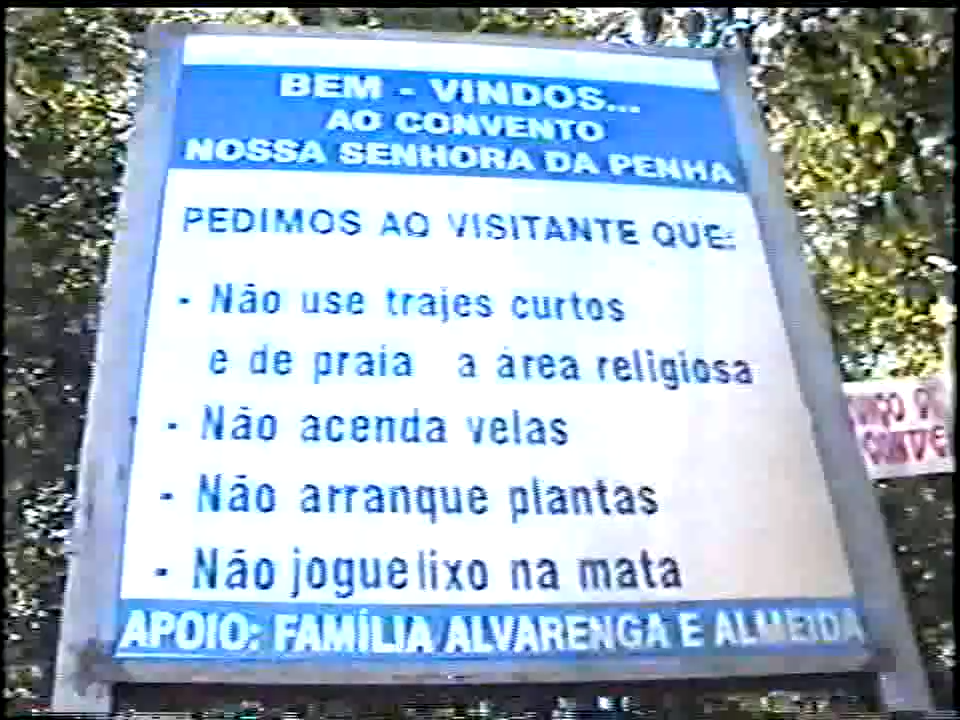 BEM - VINDOS...
AO CONVENTO
NOSSA SENHORA DA PENHA
PEDIMOS AO VISITANTE QUE:
- Não use trajes curtos
e de praia a área religiosa
- Não acenda velas
- Não arranque plantas
- Não jogue lixo na mata
APOIO: FAMÍLIA ALVARENGA E ALMEIDA